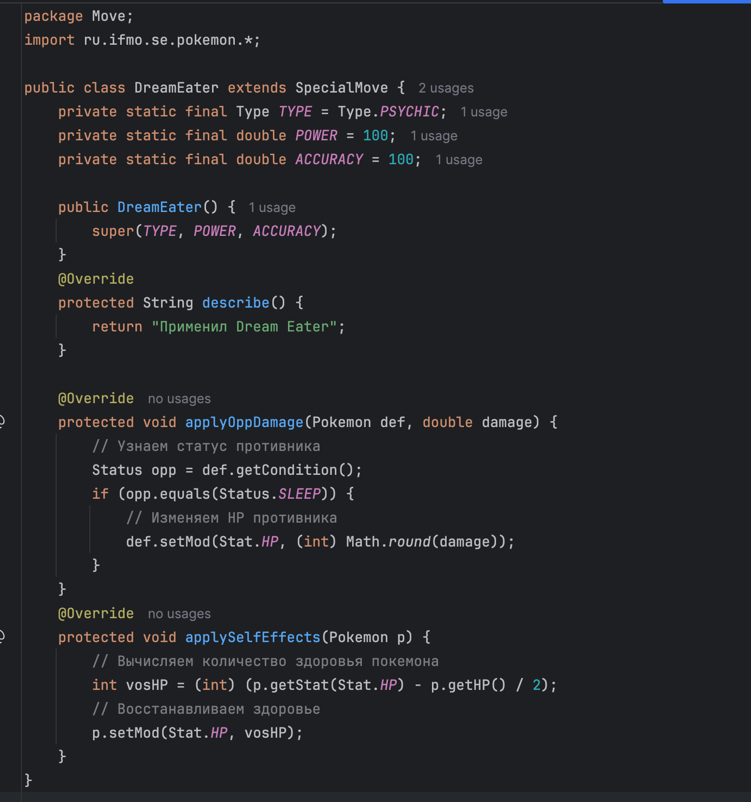 package Move;
import ru.ifmo.se.pokemon.*;

public class DreamEater extends SpecialMove {  2 usages
    private static final Type TYPE = Type.PSYCHIC;  1 usage
    private static final double POWER = 100;  1 usage
    private static final double ACCURACY = 100;  1 usage

    public DreamEater() {  1 usage
        super(TYPE, POWER, ACCURACY);
    }
    @Override
    protected String describe() {
        return "Применил Dream Eater";
    }

    @Override  no usages
    protected void applyOppDamage(Pokemon def, double damage) {
        // Узнаем статус противника
        Status opp = def.getCondition();
        if (opp.equals(Status.SLEEP)) {
            // Изменяем HP противника
            def.setMod(Stat.HP, (int) Math.round(damage));
        }
    }
    @Override  no usages
    protected void applySelfEffects(Pokemon p) {
        // Вычисляем количество здоровья покемона
        int vosHP = (int) (p.getStat(Stat.HP) - p.getHP() / 2);
        // Восстанавливаем здоровье
        p.setMod(Stat.HP, vosHP);
    }
}